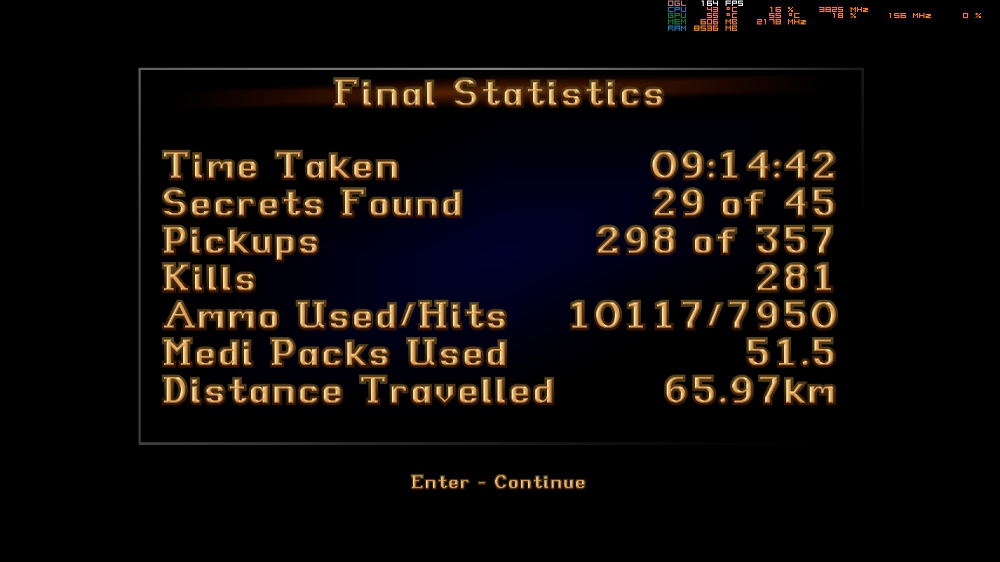 OGL 164 FPS
CPU 43 °C 16 % 3825 MHz
GPU 55 °C 55 °C 18 % 156 MHz 0 %
MEM 606 MB 2178 MHz
RAM 8536 MB
Final Statistics
Time Taken 09:14:42
Secrets Found 29 of 45
Pickups 298 of 357
Kills 281
Ammo Used/Hits 10117/7950
Medi Packs Used 51.5
Distance Travelled 65.97km
Enter - Continue